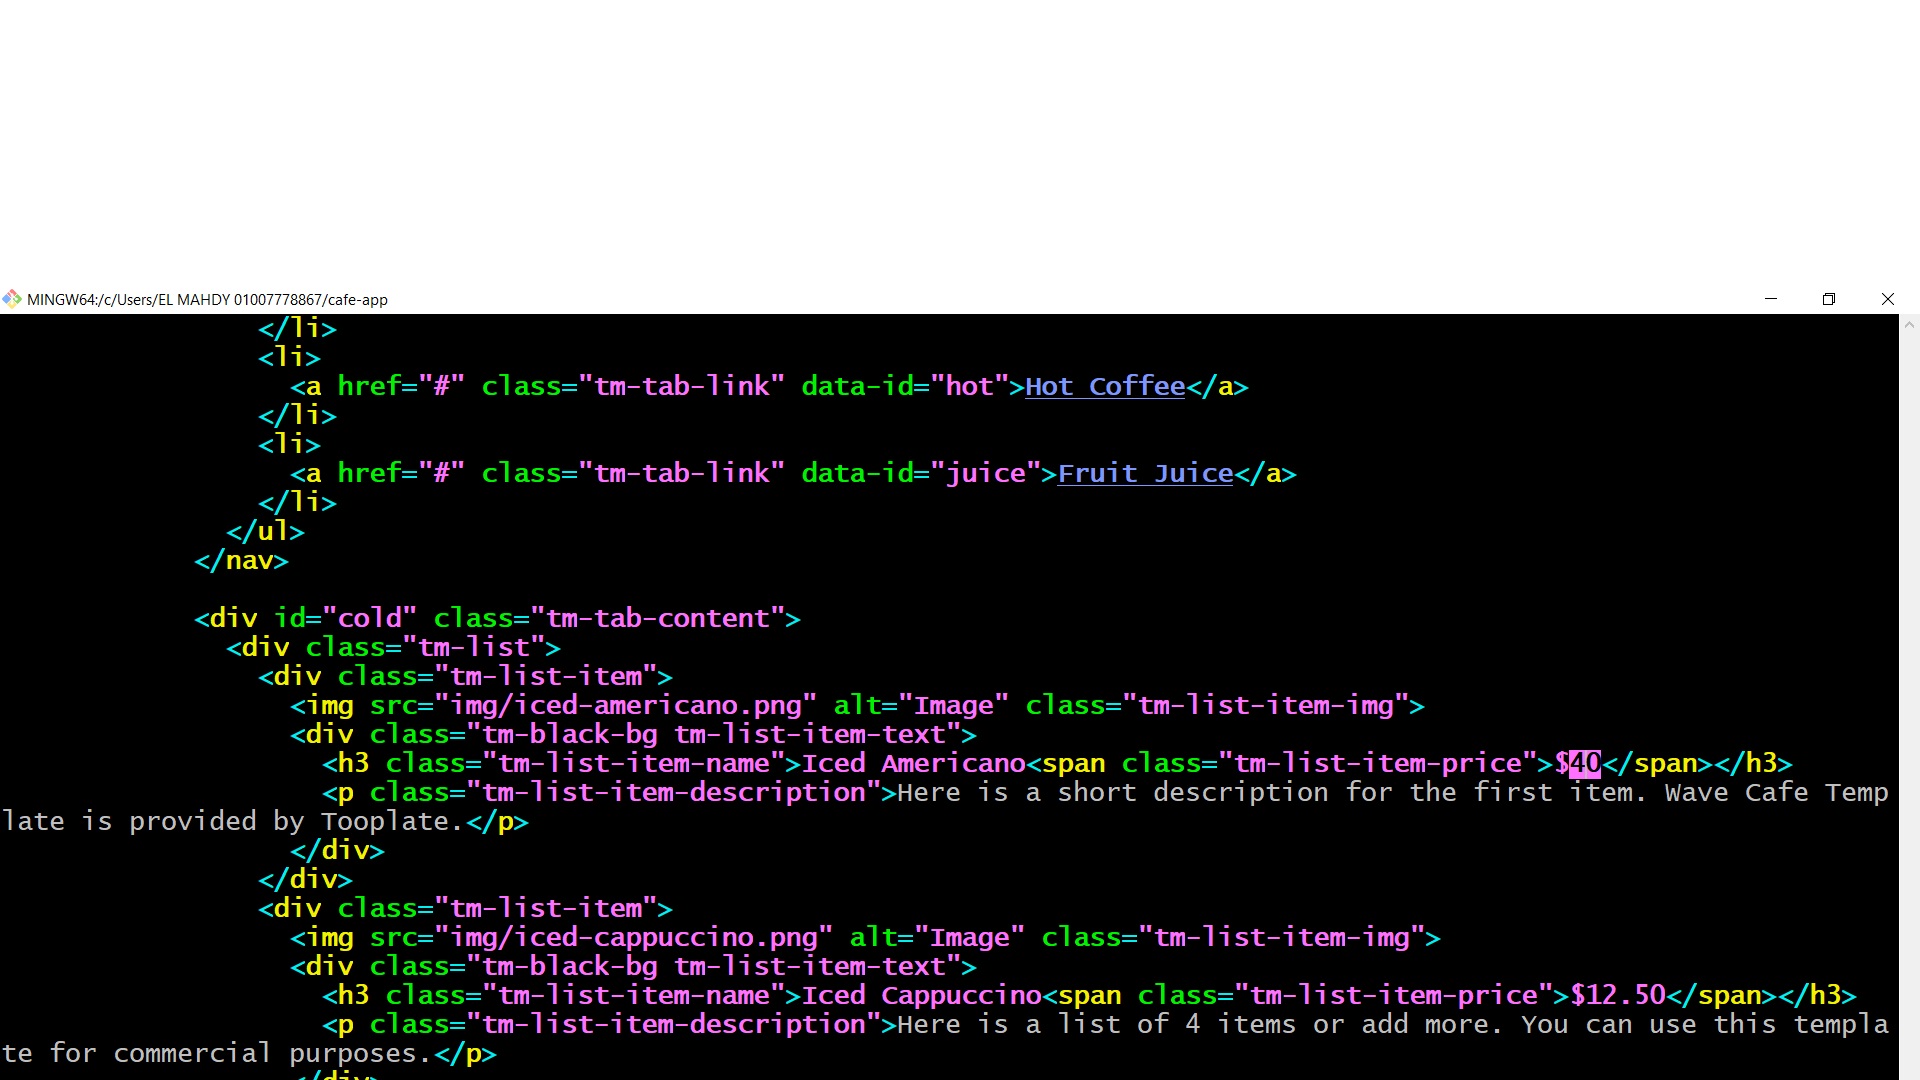 MINGW64:/c/Users/EL MAHDY 01007778867/cafe-app
</li>
<li>
<a href="#" class="tm-tab-link" data-id="hot">Hot Coffee</a>
</li>
<li>
<a href="#" class="tm-tab-link" data-id="juice">Fruit Juice</a>
</li>
</ul>
</nav>
<div id="cold" class="tm-tab-content">
<div class="tm-list">
<div class="tm-list-item">
<img src="img/iced-americano.png" alt="Image" class="tm-list-item-img">
<div class="tm-black-bg tm-list-item-text">
<h3 class="tm-list-item-name">Iced Americano<span class="tm-list-item-price">$40</span></h3>
<p class="tm-list-item-description">Here is a short description for the first item. Wave Cafe Temp
late is provided by Tooplate.</p>
</div>
</div>
<div class="tm-list-item">
<img src="img/iced-cappuccino.png" alt="Image" class="tm-list-item-img">
<div class="tm-black-bg tm-list-item-text">
<h3 class="tm-list-item-name">Iced Cappuccino<span class="tm-list-item-price">$12.50</span></h3>
<p class="tm-list-item-description">Here is a list of 4 items or add more. You can use this templa
te for commercial purposes.</p>
</div>